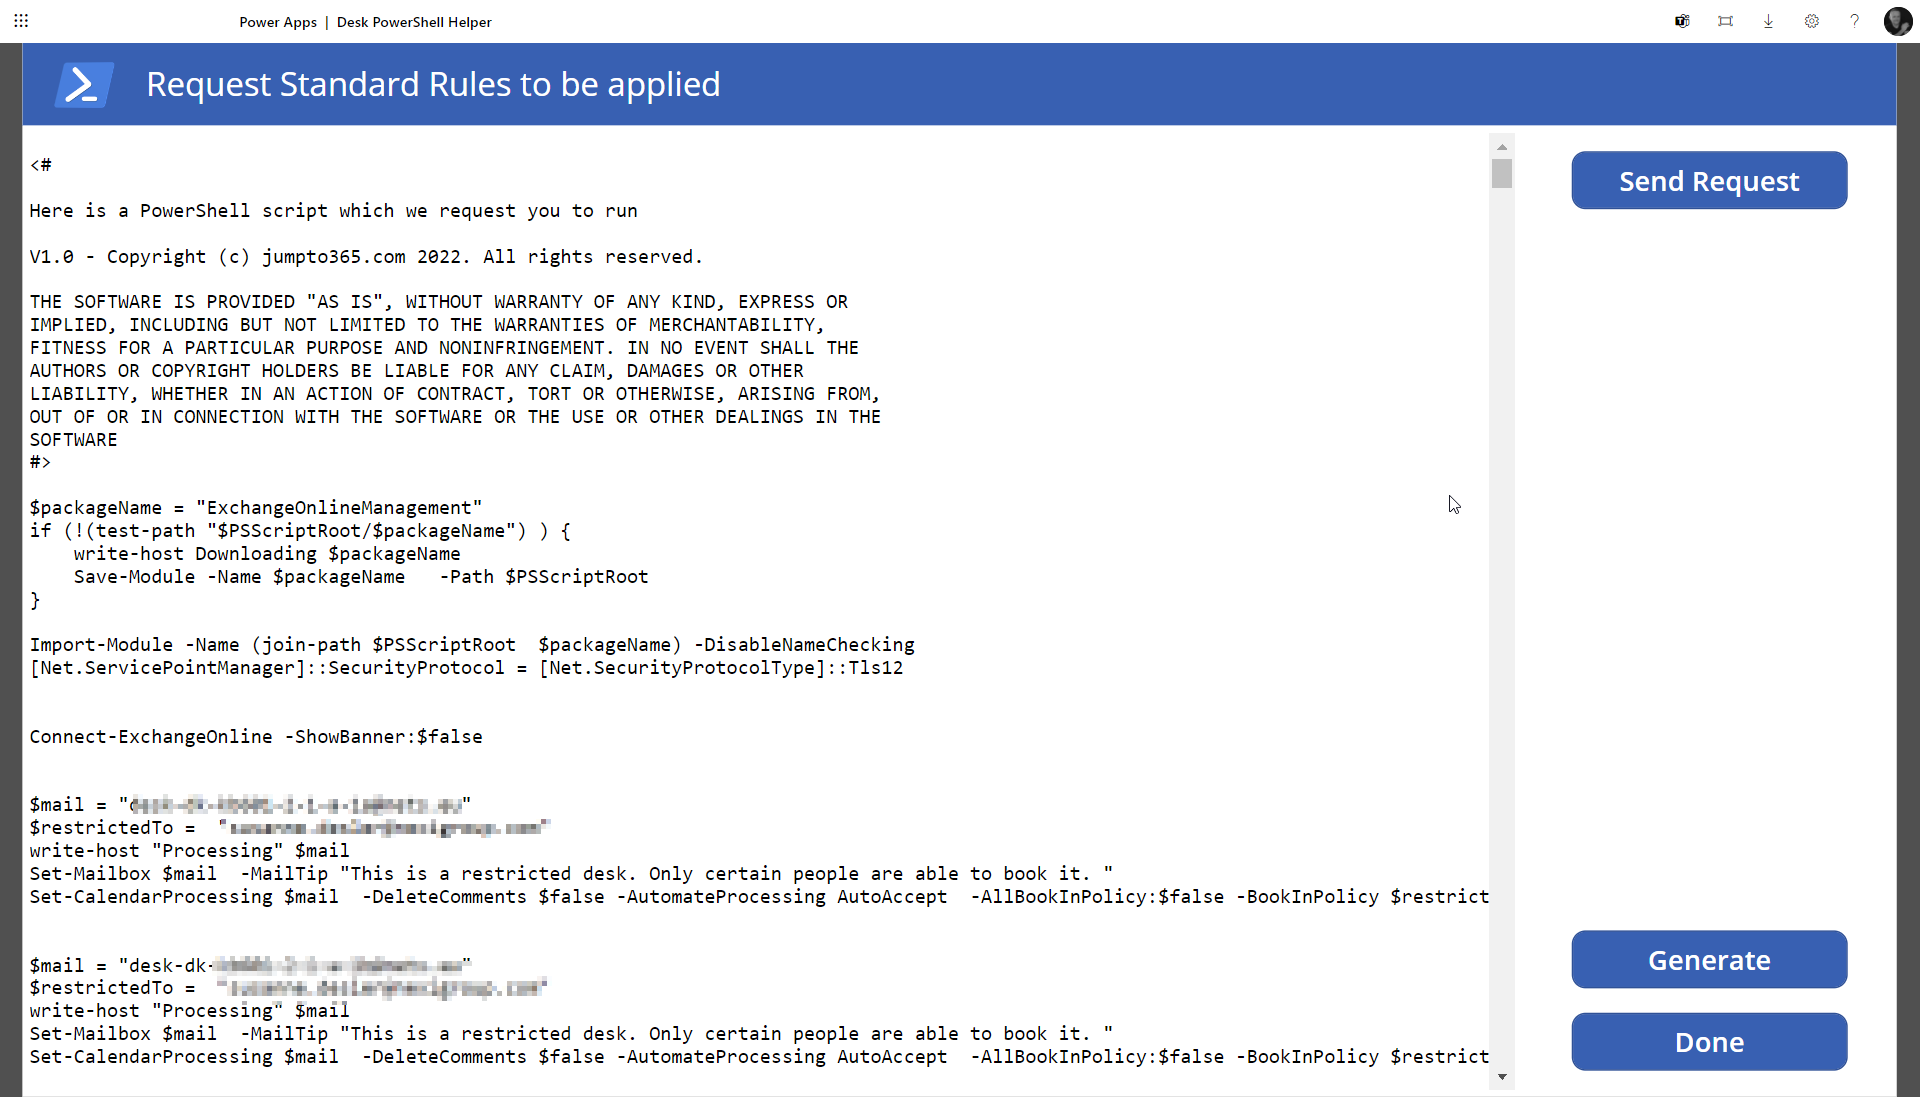 Power Apps | Desk PowerShell Helper
Request Standard Rules to be applied
<#
Here is a PowerShell script which we request you to run
V1.0 - Copyright (c) jumpto365.com 2022. All rights reserved.
THE SOFTWARE IS PROVIDED "AS IS", WITHOUT WARRANTY OF ANY KIND, EXPRESS OR
IMPLIED, INCLUDING BUT NOT LIMITED TO THE WARRANTIES OF MERCHANTABILITY,
FITNESS FOR A PARTICULAR PURPOSE AND NONINFRINGEMENT. IN NO EVENT SHALL THE
AUTHORS OR COPYRIGHT HOLDERS BE LIABLE FOR ANY CLAIM, DAMAGES OR OTHER
LIABILITY, WHETHER IN AN ACTION OF CONTRACT, TORT OR OTHERWISE, ARISING FROM,
OUT OF OR IN CONNECTION WITH THE SOFTWARE OR THE USE OR OTHER DEALINGS IN THE
SOFTWARE
#>
$packageName = "ExchangeOnlineManagement"
if (!(test-path "$PSScriptRoot/$packageName") ) {
    write-host Downloading $packageName
    Save-Module -Name $packageName   -Path $PSScriptRoot
}
Import-Module -Name (join-path $PSScriptRoot  $packageName) -DisableNameChecking
[Net.ServicePointManager]::SecurityProtocol = [Net.SecurityProtocolType]::Tls12
Connect-ExchangeOnline -ShowBanner:$false
$mail = "
$restrictedTo =  "
write-host "Processing" $mail
Set-Mailbox $mail  -MailTip "This is a restricted desk. Only certain people are able to book it. "
Set-CalendarProcessing $mail  -DeleteComments $false -AutomateProcessing AutoAccept  -AllBookInPolicy:$false -BookInPolicy $restrict
$mail = "desk-dk-
$restrictedTo =  "
write-host "Processing" $mail
Set-Mailbox $mail  -MailTip "This is a restricted desk. Only certain people are able to book it. "
Set-CalendarProcessing $mail  -DeleteComments $false -AutomateProcessing AutoAccept  -AllBookInPolicy:$false -BookInPolicy $restrict
Send Request
Generate
Done